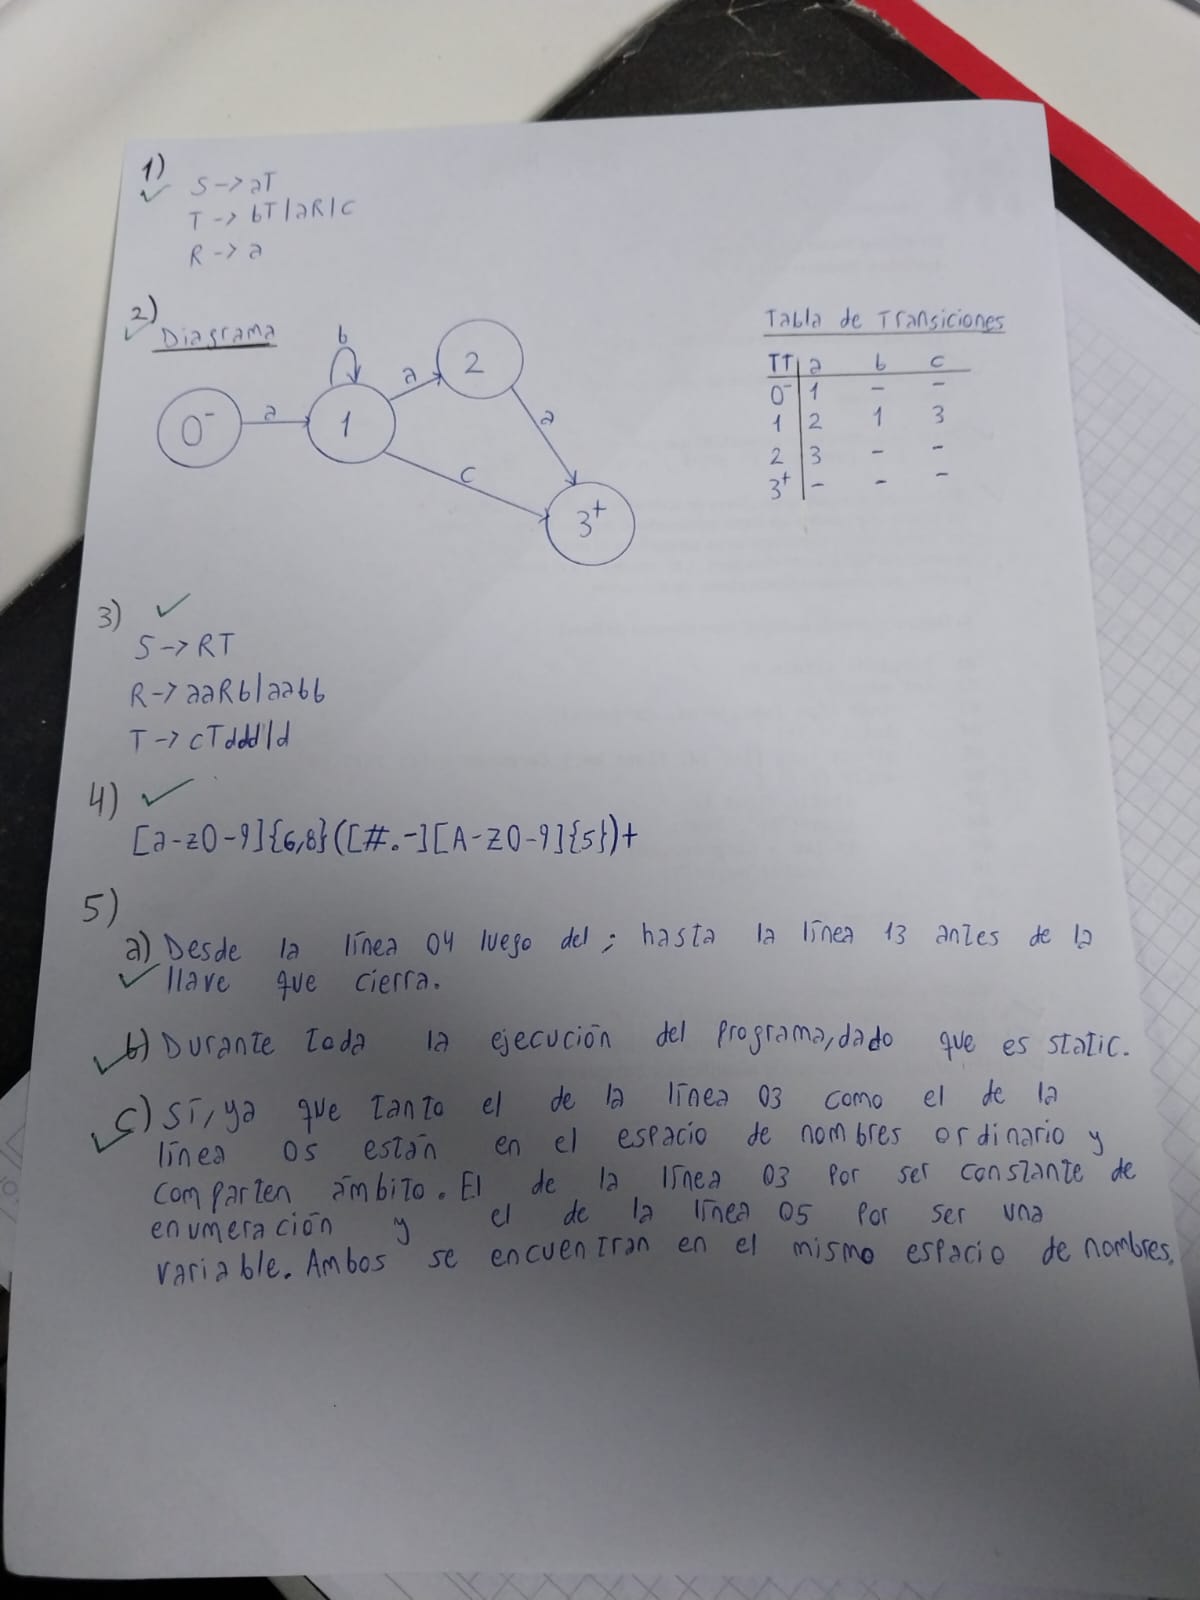 1)
S -> aT
T -> bT|aR|c
R -> a
2)
Diagrama
b
a
a
a
c
0-
1
2
3+
Tabla de Transiciones
TT| a b c
0- 1 - -
1 2 1 3
2 3 - -
3+ - - -
3)
S -> RT
R -> aaRb|aabb
T -> cTddd|d
4)
[a-z0-9]{6,8}([#.-][A-Z0-9]{5})+
5)
a) Desde la línea 04 luego del ; hasta la línea 13 antes de la
llave que cierra.
b) Durante toda la ejecución del programa, dado que es static.
c) Sí, ya que tanto el de la línea 03 como el de la
línea 05 están en el espacio de nombres ordinario y
comparten ámbito. El de la línea 03 por ser constante de
enumeración y el de la línea 05 por ser una
variable. Ambos se encuentran en el mismo espacio de nombres.